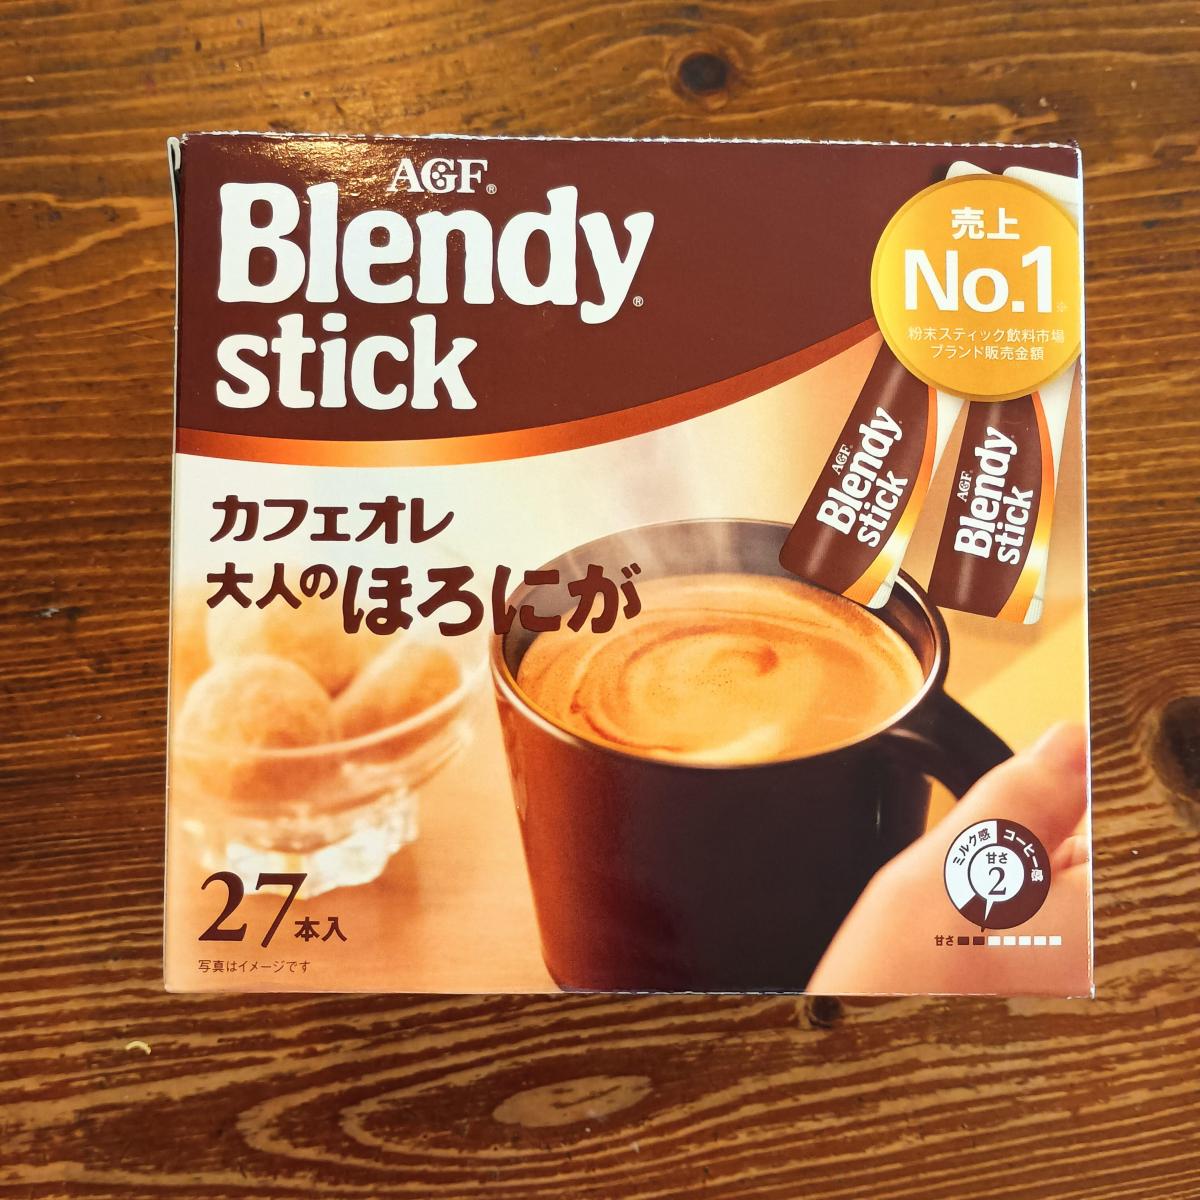 AGF®
Blendy®
stick
売上
No.1※
粉末スティック飲料市場
ブランド販売金額
AGF®
Blendy
stick
AGF®
Blendy
stick
カフェオレ
大人のほろにが
ミルク感
コーヒー感
甘さ
2
甘さ
27本入
写真はイメージです